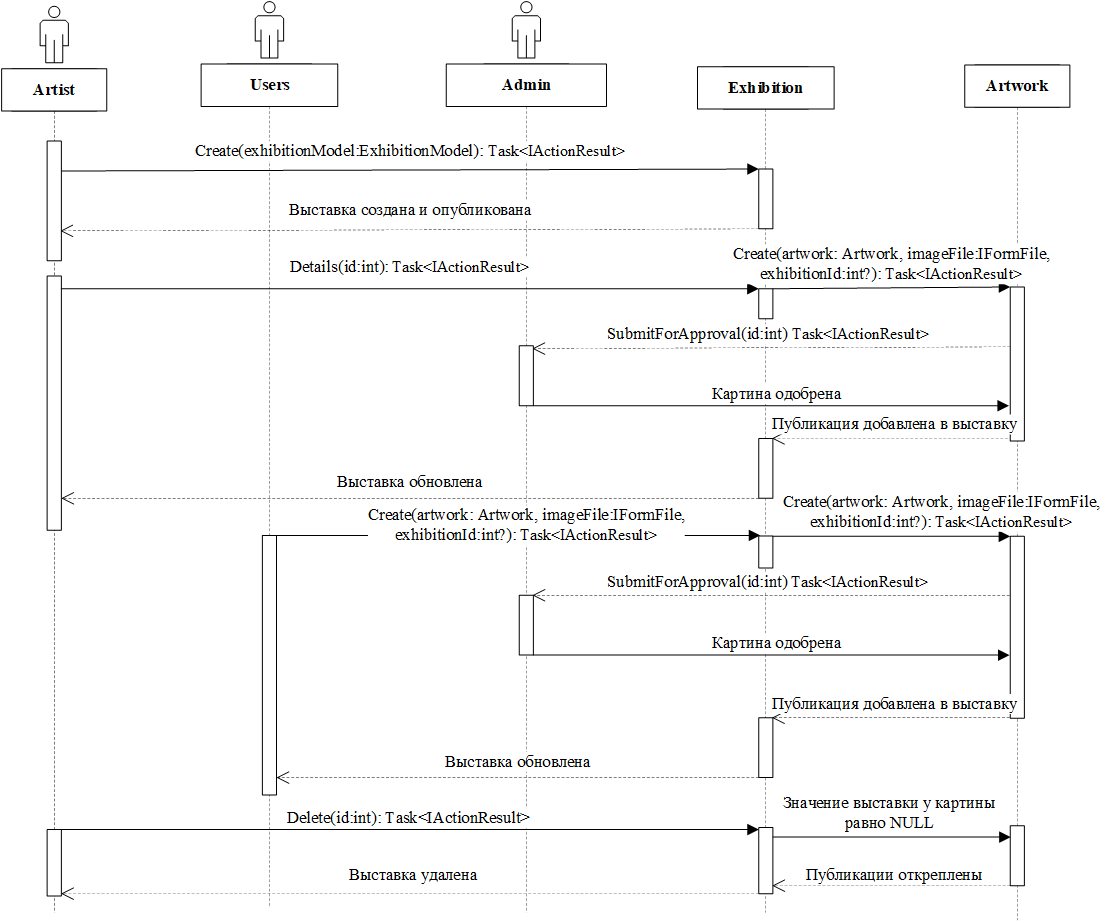 Artist
Users
Admin
Exhibition
Artwork
Create(exhibitionModel:ExhibitionModel): Task<IActionResult>
Выставка создана и опубликована
Details(id:int): Task<IActionResult>
Create(artwork: Artwork, imageFile:IFormFile,
exhibitionId:int?): Task<IActionResult>
SubmitForApproval(id:int) Task<IActionResult>
Картина одобрена
Публикация добавлена в выставку
Выставка обновлена
Create(artwork: Artwork, imageFile:IFormFile,
exhibitionId:int?): Task<IActionResult>
Create(artwork: Artwork, imageFile:IFormFile,
exhibitionId:int?): Task<IActionResult>
SubmitForApproval(id:int) Task<IActionResult>
Картина одобрена
Публикация добавлена в выставку
Выставка обновлена
Delete(id:int): Task<IActionResult>
Значение выставки у картины
равно NULL
Выставка удалена
Публикации откреплены